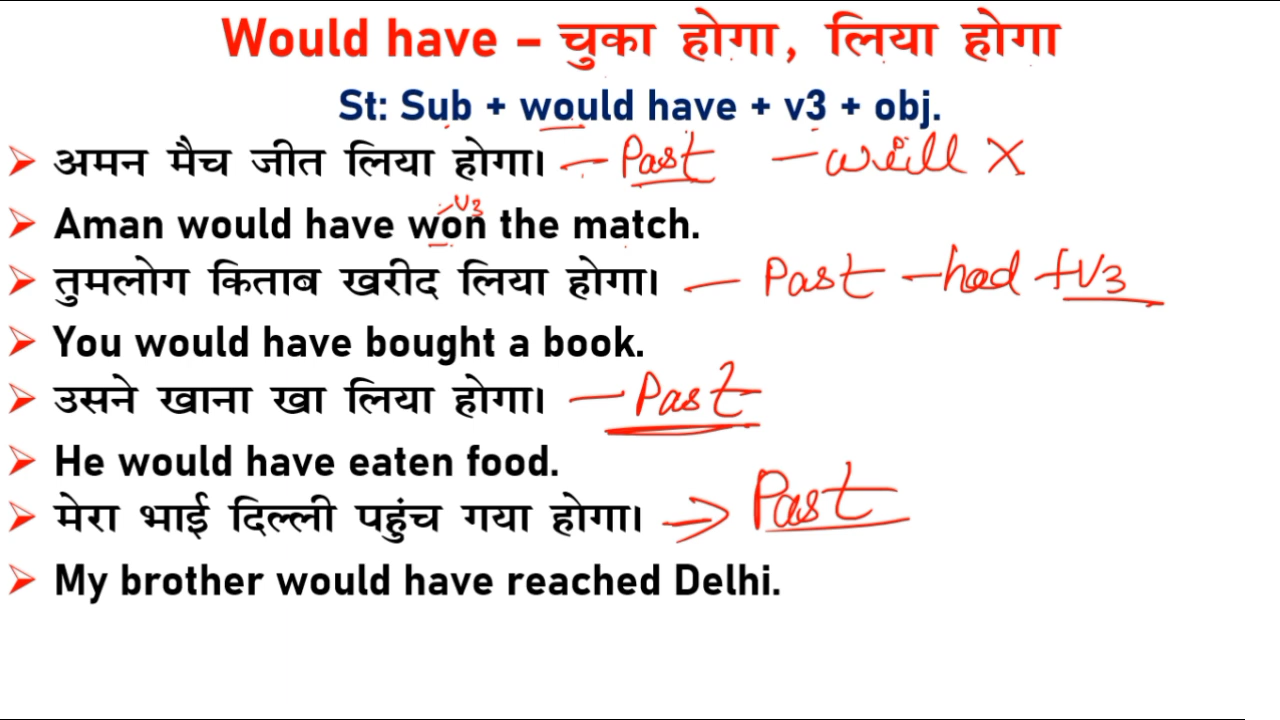 Would have – चुका होगा, लिया होगा
St: Sub + would have + v3 + obj.
➤ अमन मैच जीत लिया होगा। — Past — will X
V3
➤ Aman would have won the match.
➤ तुमलोग किताब खरीद लिया होगा। — Past — had + V3
➤ You would have bought a book.
➤ उसने खाना खा लिया होगा। — Past
➤ He would have eaten food.
➤ मेरा भाई दिल्ली पहुंच गया होगा। → Past
➤ My brother would have reached Delhi.